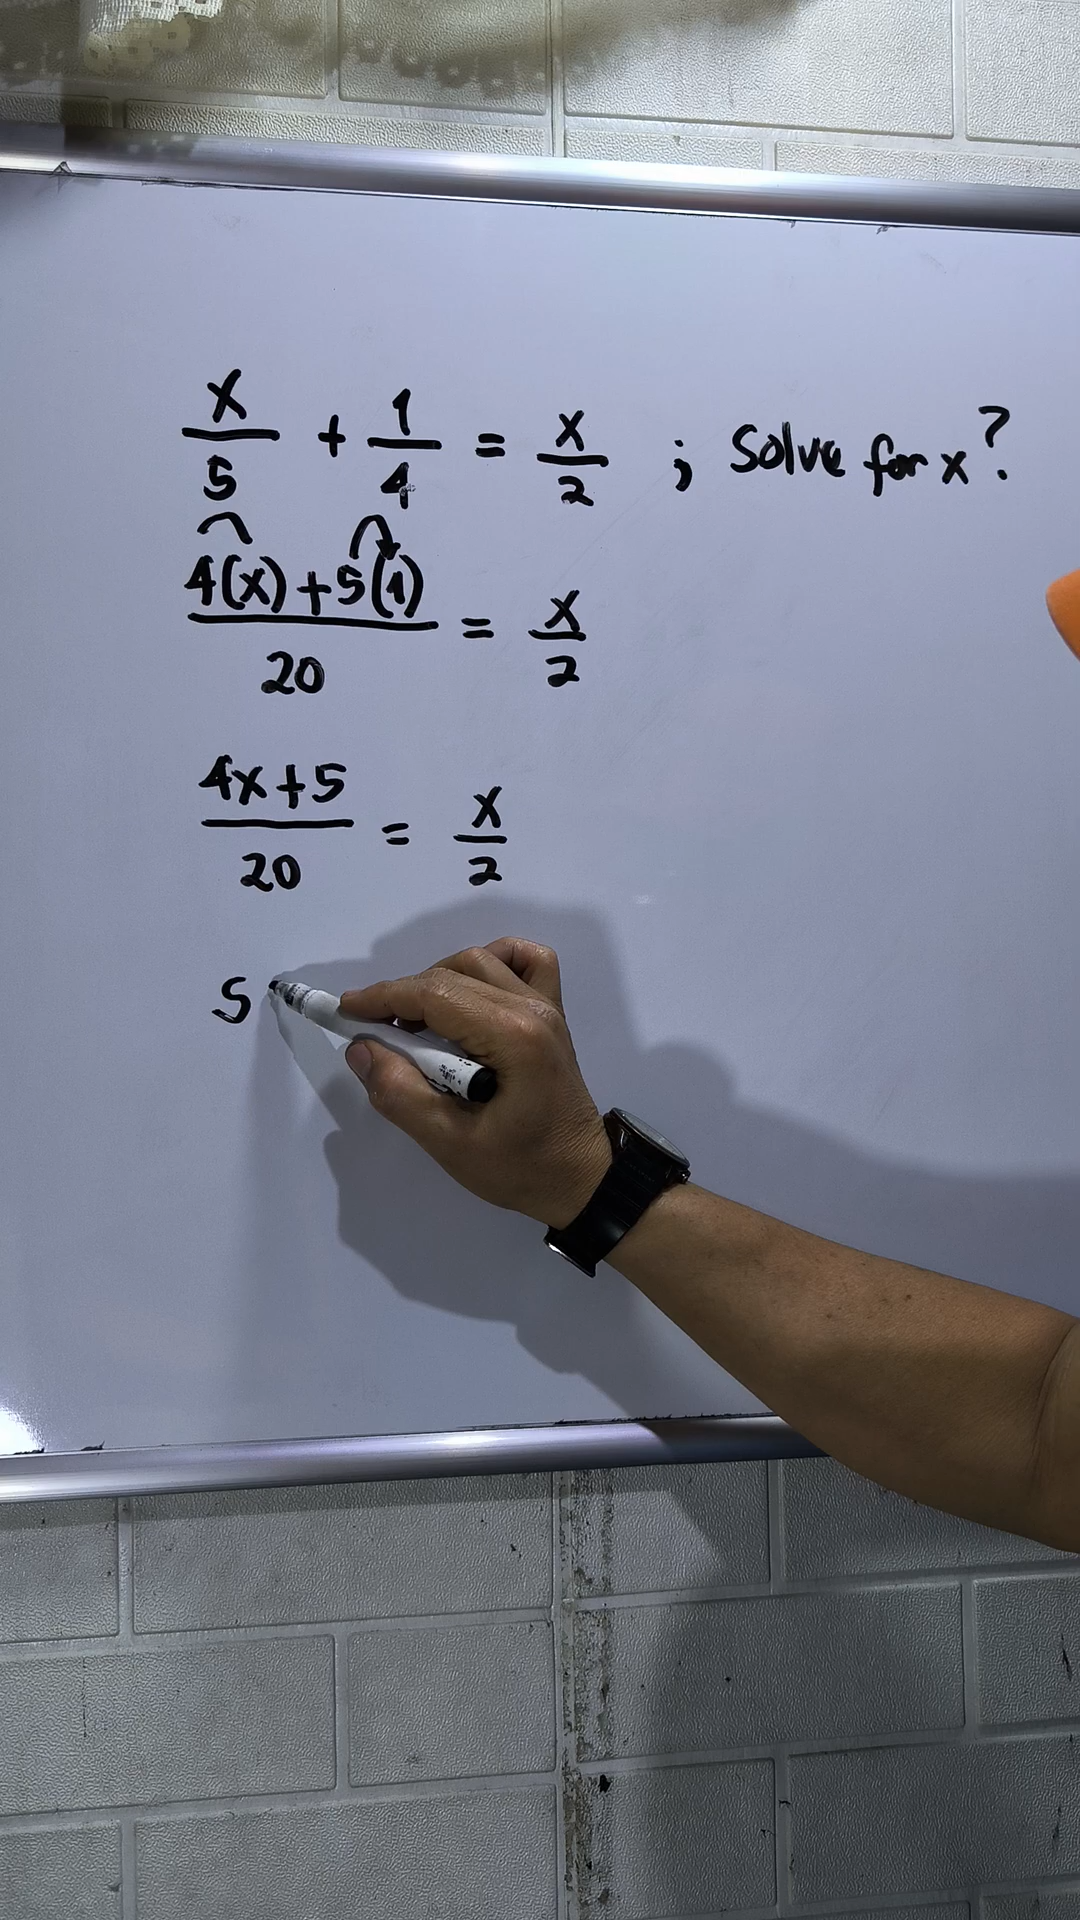 x/5 + 1/4 = x/2 ; Solve for x?
4(x)+5(1)/20 = x/2
4x+5/20 = x/2
5